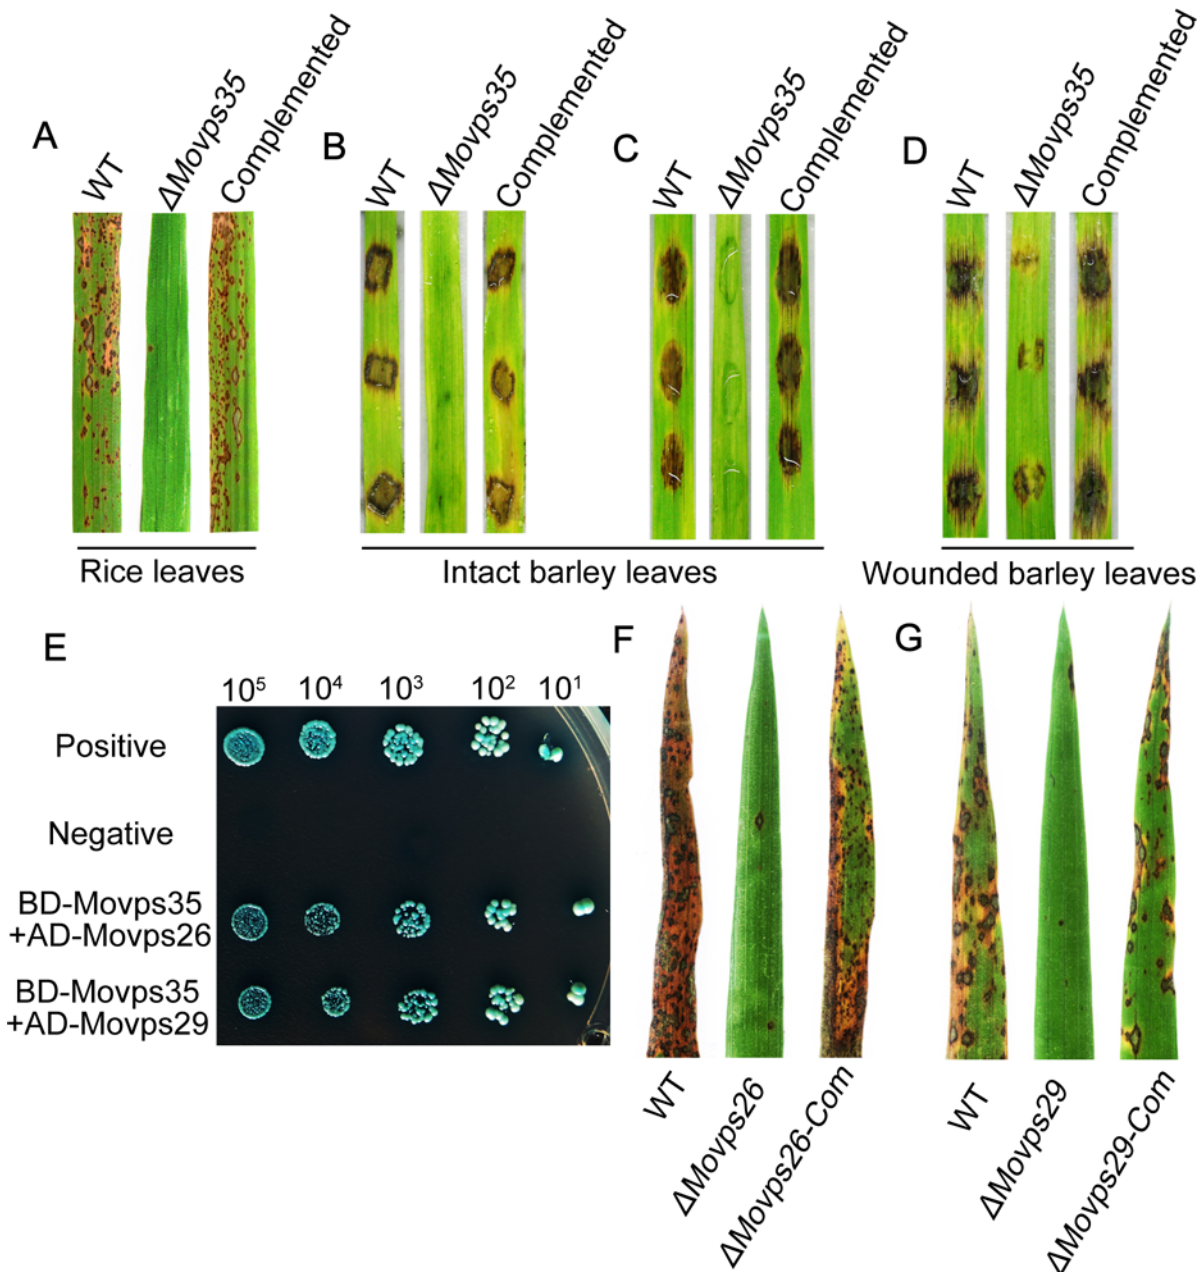 A
WT
ΔMovps35
Complemented
B
WT
ΔMovps35
Complemented
C
WT
ΔMovps35
Complemented
D
WT
ΔMovps35
Complemented
Rice leaves
Intact barley leaves
Wounded barley leaves
E
10⁵ 10⁴ 10³ 10² 10¹
Positive
Negative
BD-Movps35
+AD-Movps26
BD-Movps35
+AD-Movps29
F
WT
ΔMovps26
ΔMovps26-Com
G
WT
ΔMovps29
ΔMovps29-Com